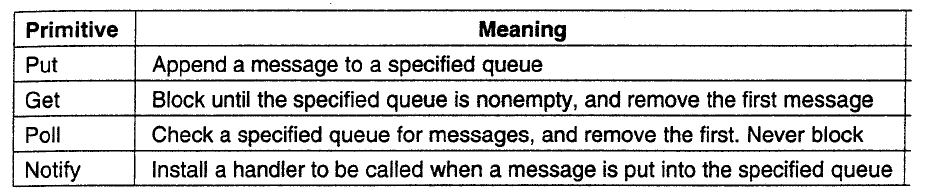 Primitive Meaning
Put Append a message to a specified queue
Get Block until the specified queue is nonempty, and remove the first message
Poll Check a specified queue for messages, and remove the first. Never block
Notify Install a handler to be called when a message is put into the specified queue